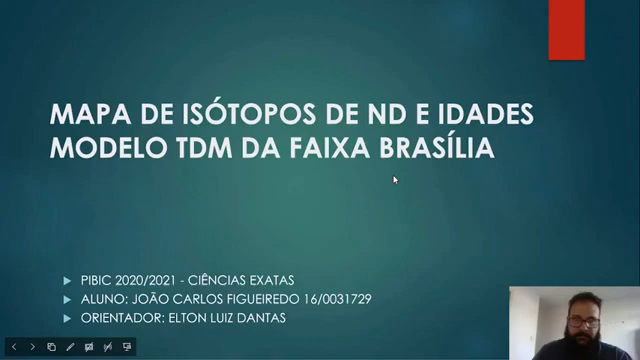 MAPA DE ISÓTOPOS DE ND E IDADES
MODELO TDM DA FAIXA BRASÍLIA
PIBIC 2020/2021 - CIÊNCIAS EXATAS
ALUNO: JOÃO CARLOS FIGUEIREDO 16/0031729
ORIENTADOR: ELTON LUIZ DANTAS